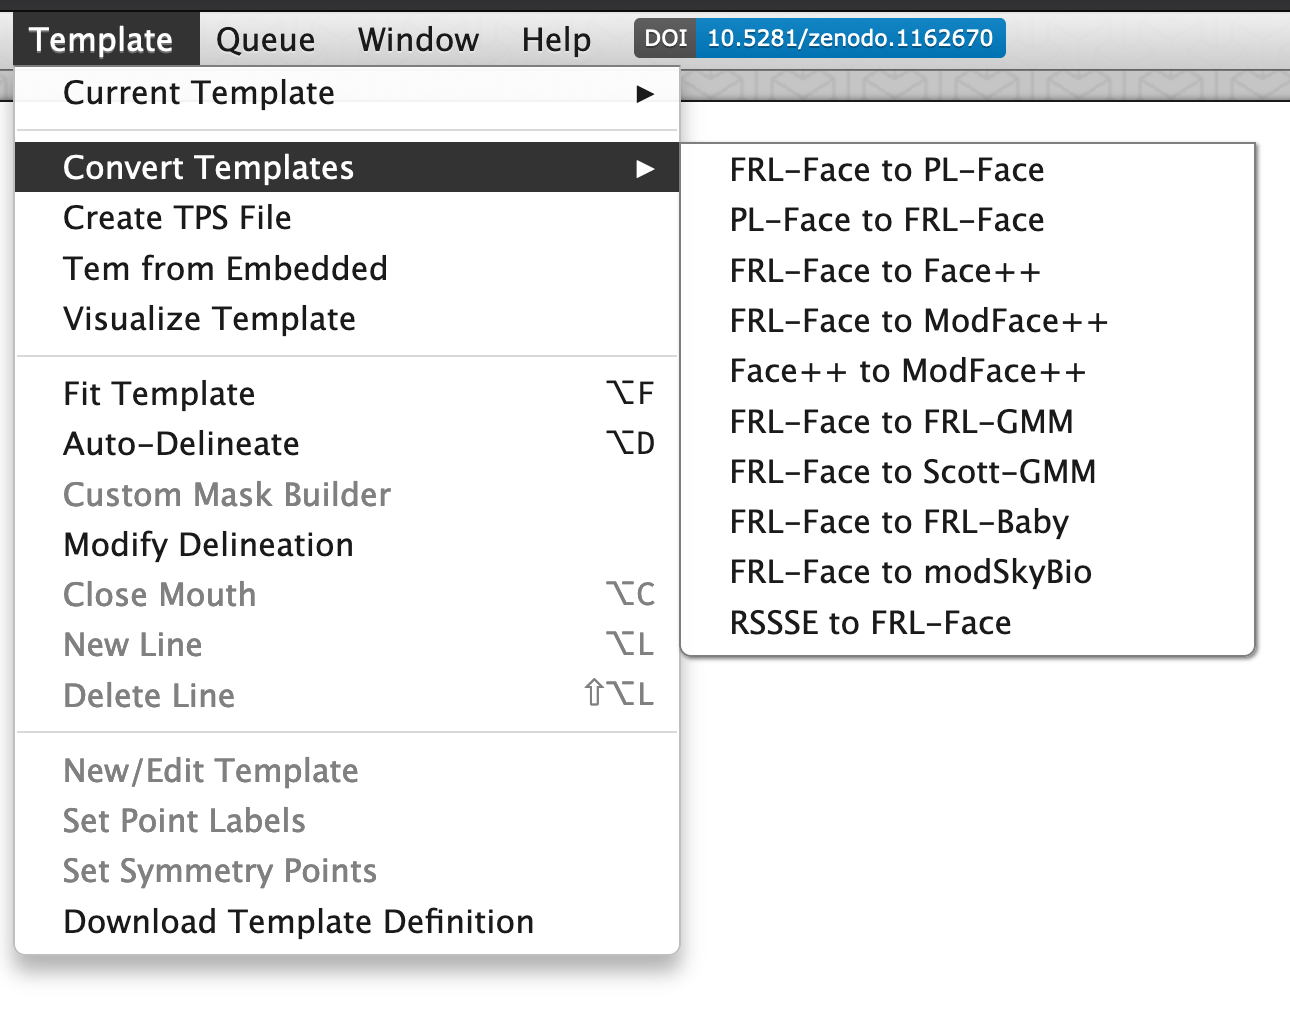 Template Queue Window Help DOI 10.5281/zenodo.1162670
Current Template ▶
Convert Templates ▶
Create TPS File
Tem from Embedded
Visualize Template
Fit Template ⌥F
Auto-Delineate ⌥D
Custom Mask Builder
Modify Delineation
Close Mouth ⌥C
New Line ⌥L
Delete Line ⇧⌥L
New/Edit Template
Set Point Labels
Set Symmetry Points
Download Template Definition
FRL-Face to PL-Face
PL-Face to FRL-Face
FRL-Face to Face++
FRL-Face to ModFace++
Face++ to ModFace++
FRL-Face to FRL-GMM
FRL-Face to Scott-GMM
FRL-Face to FRL-Baby
FRL-Face to modSkyBio
RSSSE to FRL-Face